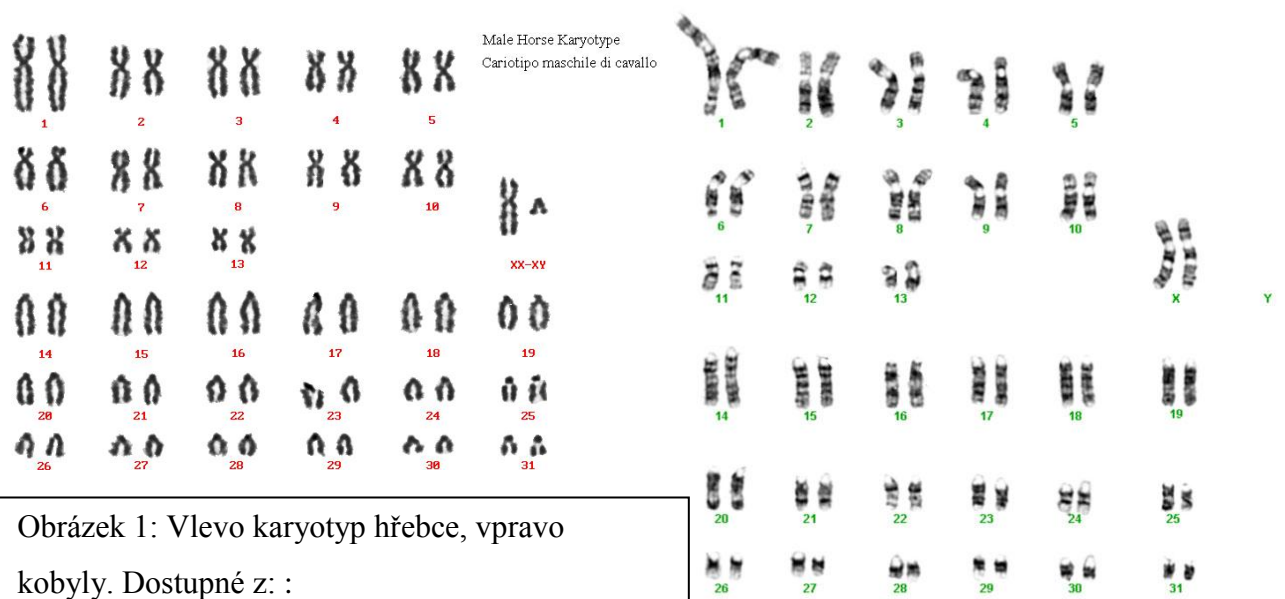 Male Horse Karyotype
Cariotipo maschile di cavallo
1 2 3 4 5
6 7 8 9 10
XX-XY
11 12 13
14 15 16 17 18 19
20 21 22 23 24 25
26 27 28 29 30 31
1 2 3 4 5
6 7 8 9 10
11 12 13 X Y
14 15 16 17 18 19
20 21 22 23 24 25
26 27 28 29 30 31
Obrázek 1: Vlevo karyotyp hřebce, vpravo
kobyly. Dostupné z: :